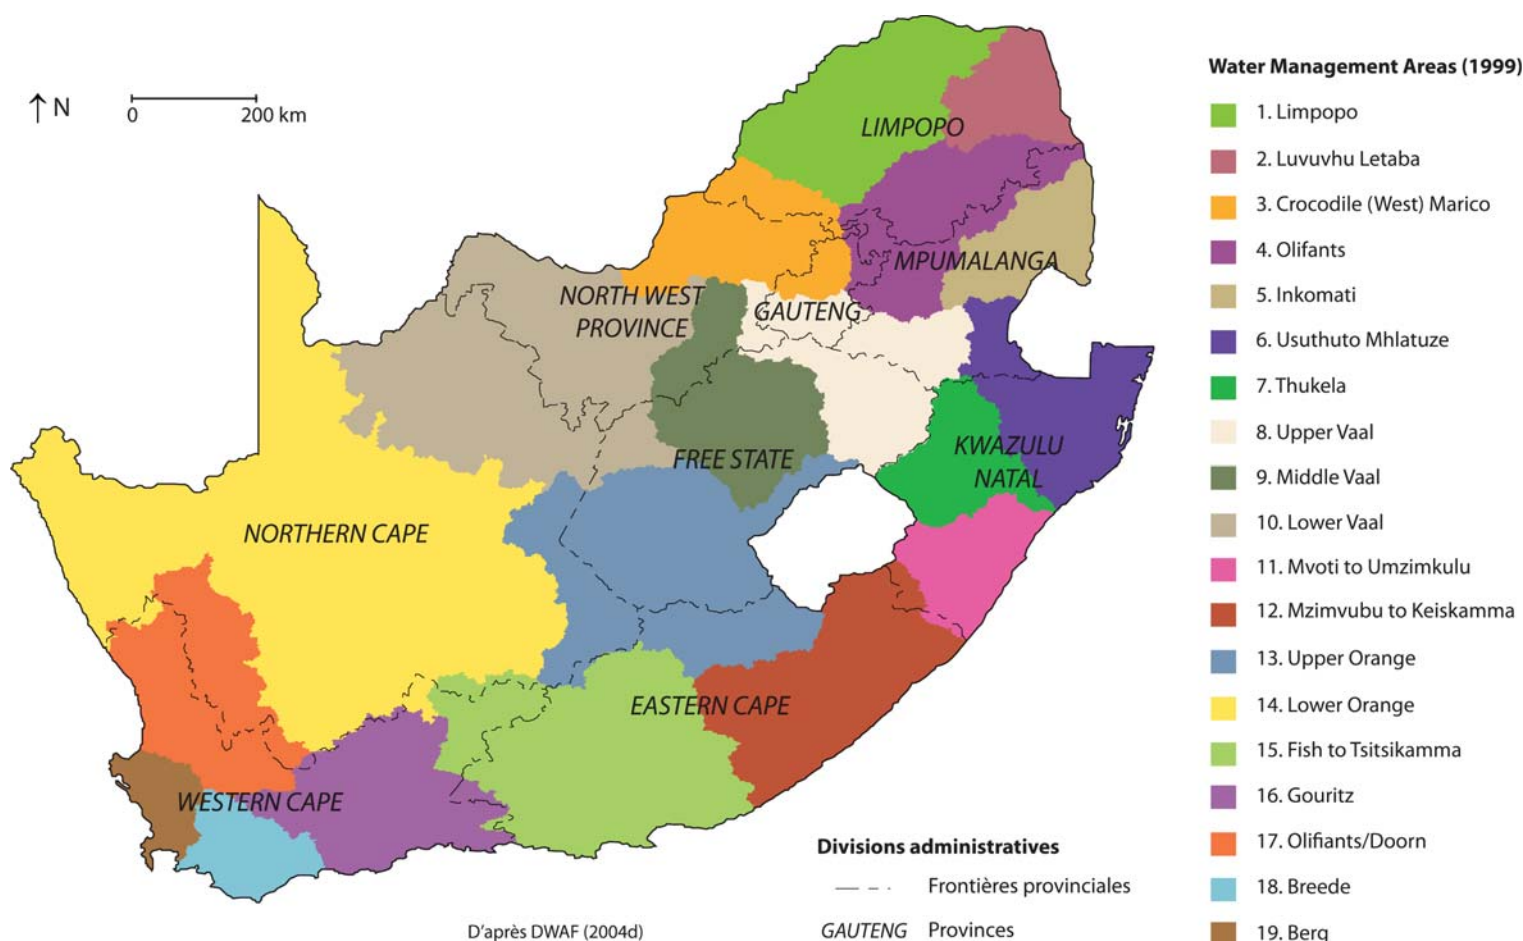 N
0
200 km
LIMPOPO
MPUMALANGA
NORTH WEST
PROVINCE
GAUTENG
KWAZULU
NATAL
FREE STATE
NORTHERN CAPE
EASTERN CAPE
WESTERN CAPE
Water Management Areas (1999)
1. Limpopo
2. Luvuvhu Letaba
3. Crocodile (West) Marico
4. Olifants
5. Inkomati
6. Usuthuto Mhlatuze
7. Thukela
8. Upper Vaal
9. Middle Vaal
10. Lower Vaal
11. Mvoti to Umzimkulu
12. Mzimvubu to Keiskamma
13. Upper Orange
14. Lower Orange
15. Fish to Tsitsikamma
16. Gouritz
17. Olifiants/Doorn
18. Breede
19. Berg
Divisions administratives
Frontières provinciales
GAUTENG Provinces
D'après DWAF (2004d)